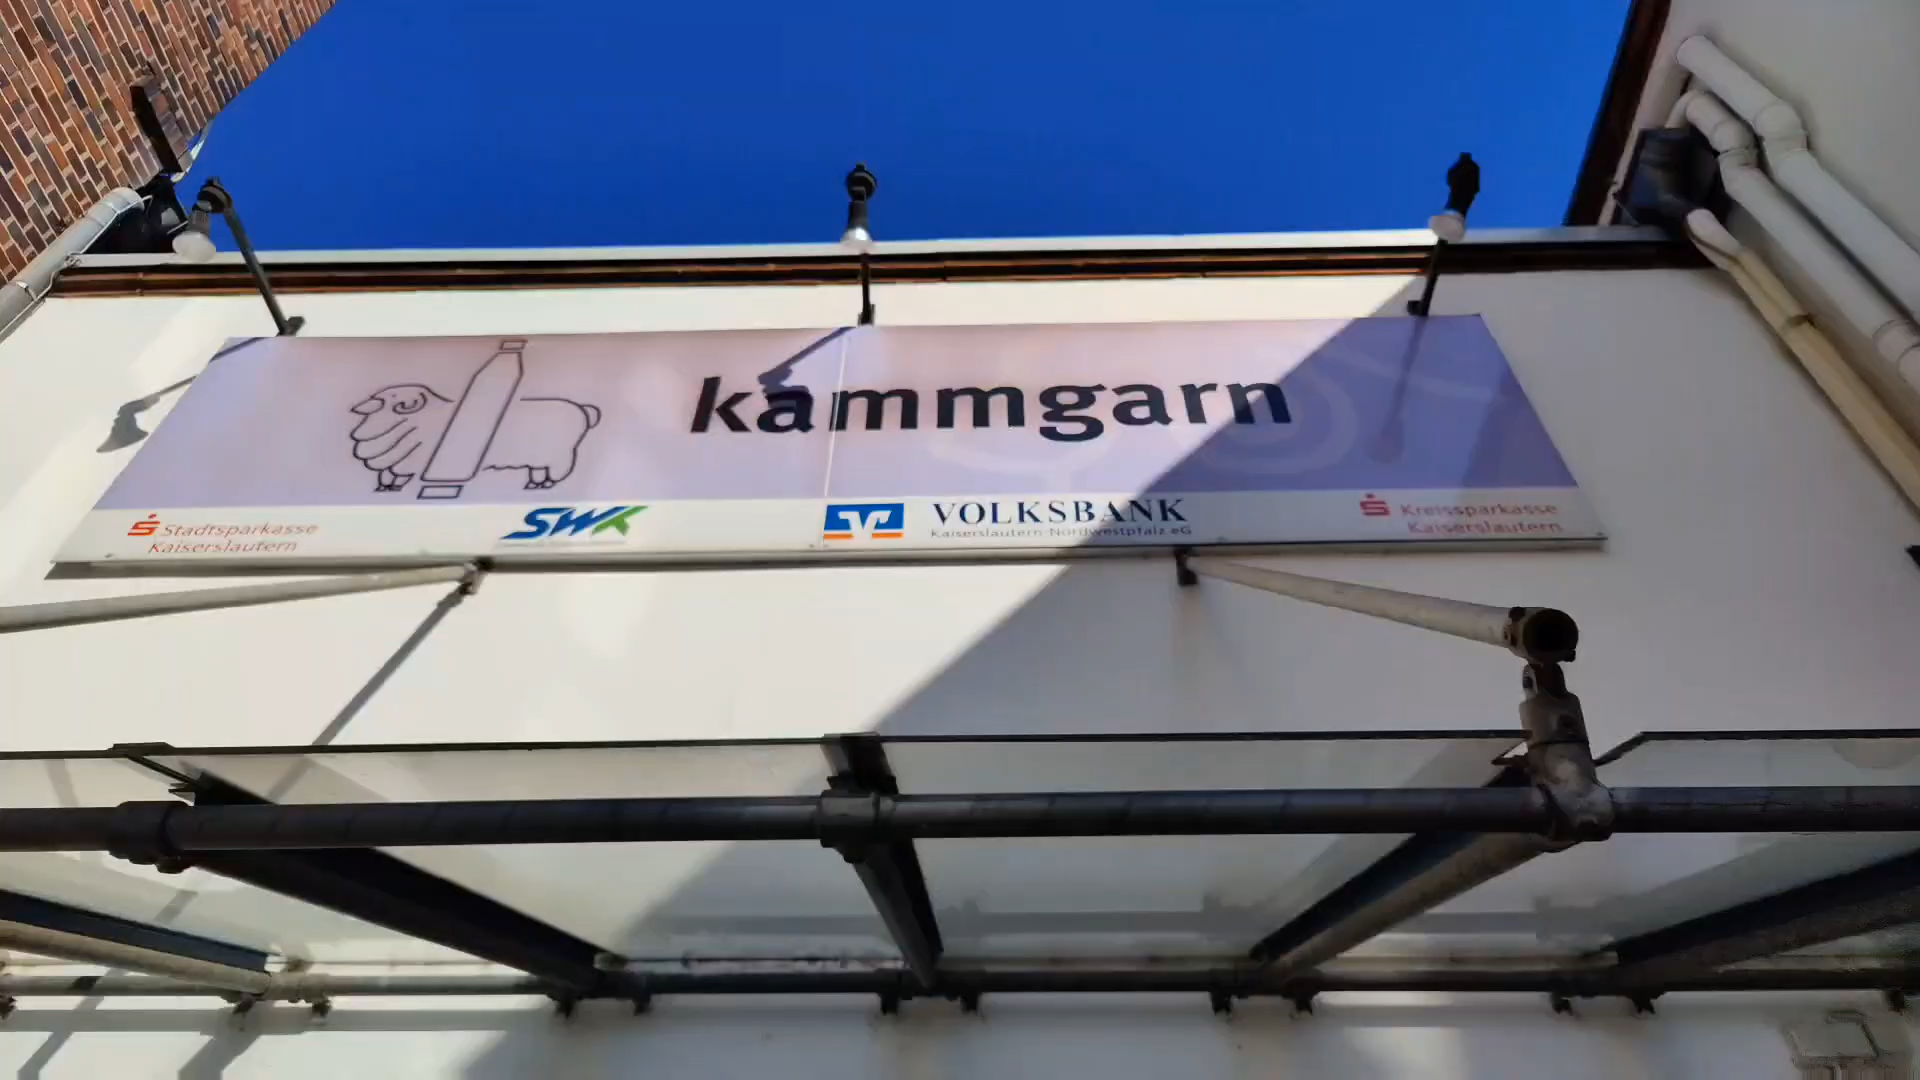 kammgarn
Stadtsparkasse
Kaiserslautern
SWK
VOLKSBANK
Kaiserslautern-Nordwestpfalz eG
Kreissparkasse
Kaiserslautern